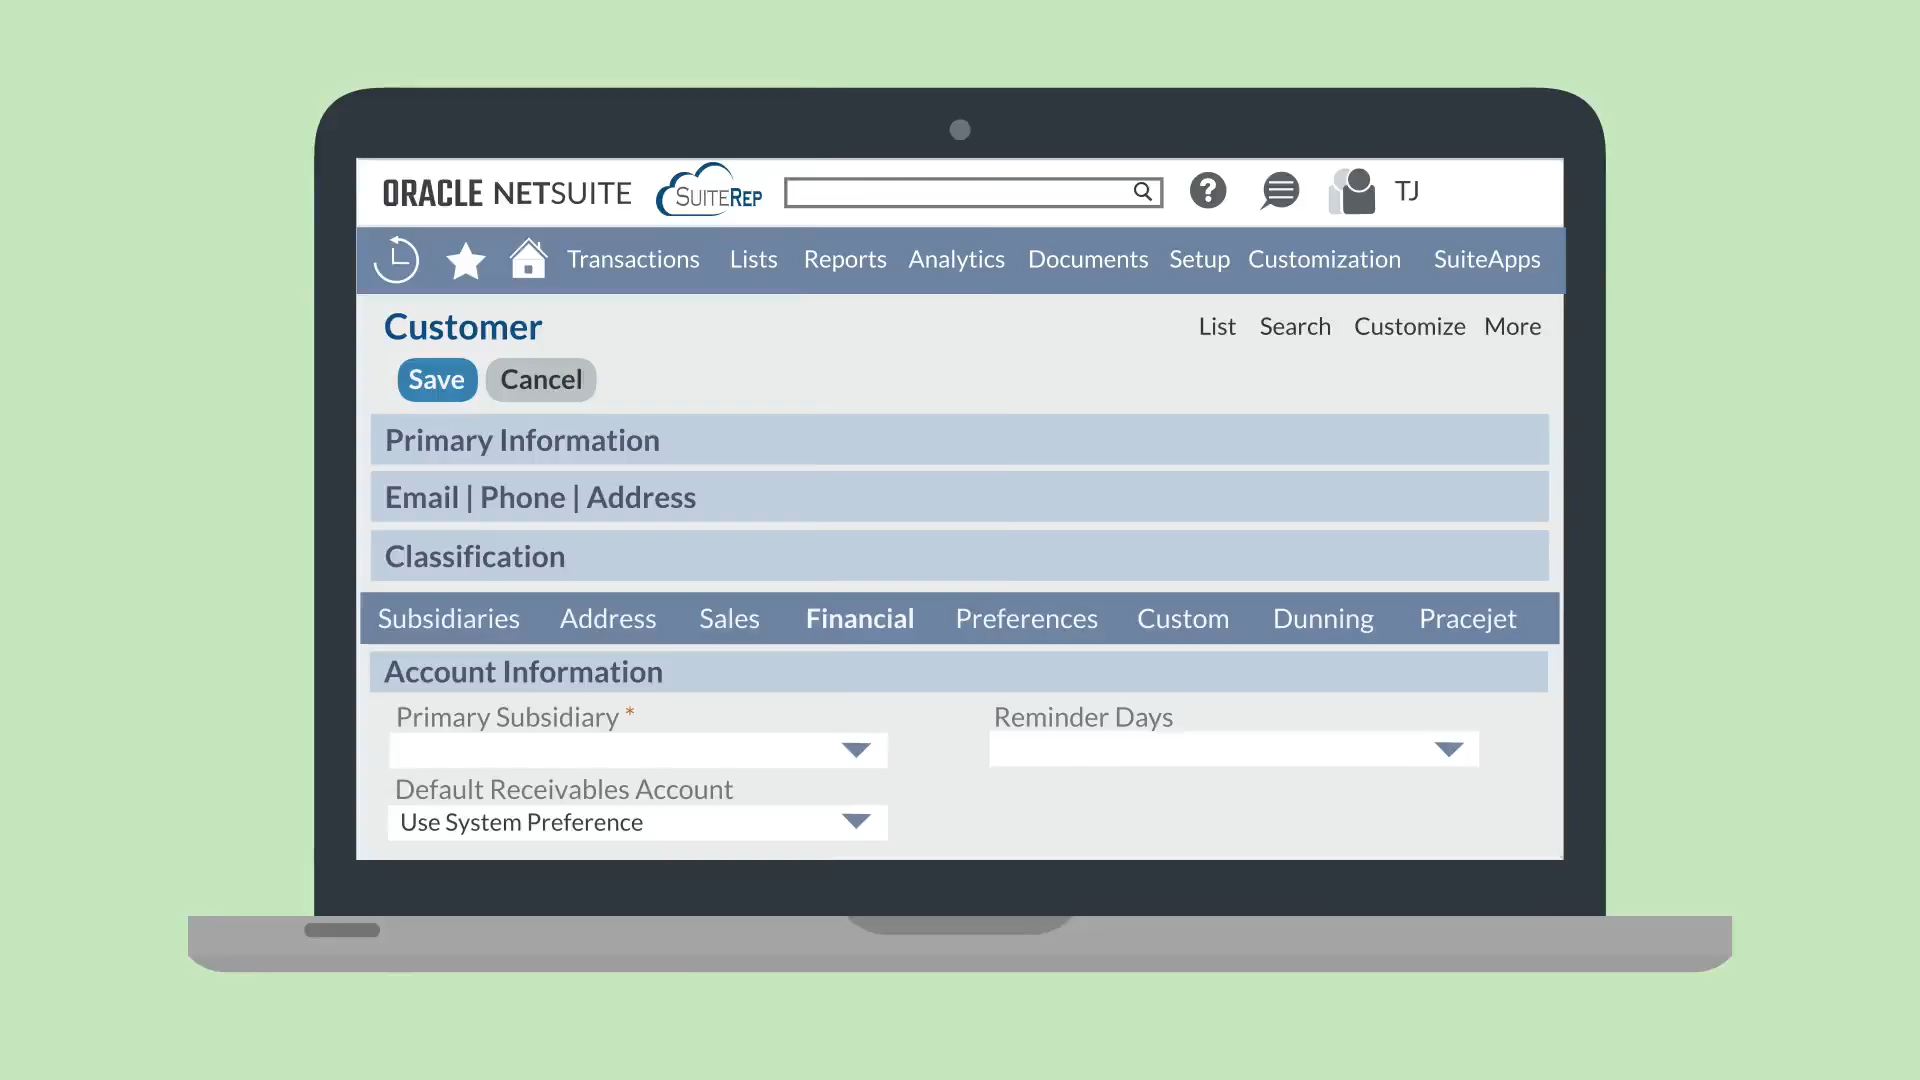 ORACLE NETSUITE SUITEREP ? TJ
Transactions Lists Reports Analytics Documents Setup Customization SuiteApps
Customer List Search Customize More
Save Cancel
Primary Information
Email | Phone | Address
Classification
Subsidiaries Address Sales Financial Preferences Custom Dunning Pracejet
Account Information
Primary Subsidiary * Reminder Days
Default Receivables Account
Use System Preference